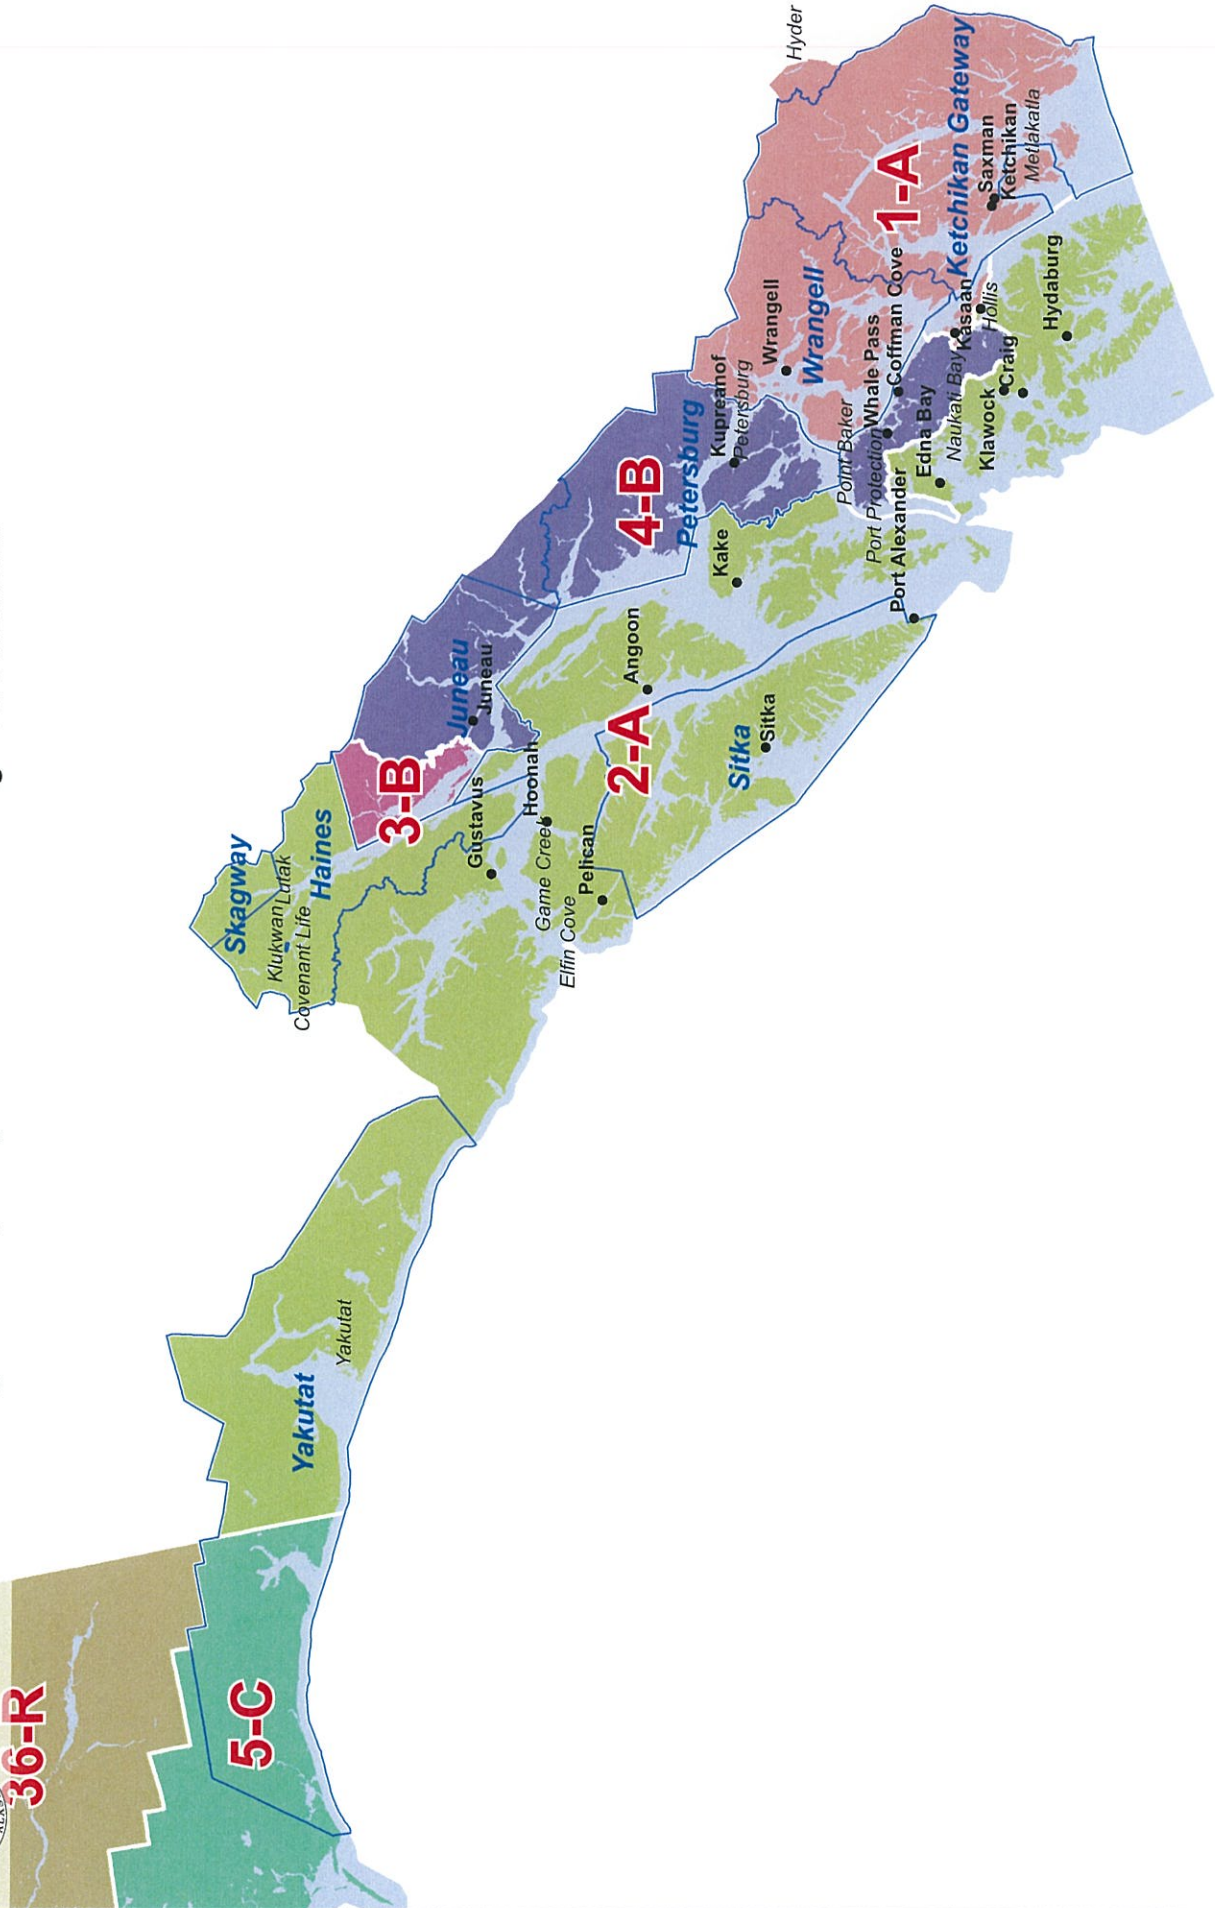 36-R
5-C
Yakutat
Yakutat
Skagway
Klukwan
Lutak
Covenant Life
Haines
3-B
Juneau
Juneau
Gustavus
Hoonah
Game Creek
Elfin Cove
Pelican
2-A
Angoon
Sitka
Sitka
4-B
Petersburg
Kake
Kupreanof
Petersburg
Wrangell
Wrangell
Point Baker
Port Protection
Port Alexander
Whale Pass
Coffman Cove
Edna Bay
Naukati Bay
Kasaan
Hollis
Klawock
Craig
Hydaburg
1-A
Hyder
Ketchikan Gateway
Saxman
Ketchikan
Metlakatla